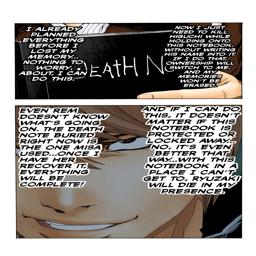 I ALREADY
PLANNED
EVERYTHING
BEFORE I
LOST MY
MEMORY.
NOTHING TO
WORRY
ABOUT. I CAN
DO THIS...
NOW I JUST
NEED TO KILL
HIGUCHI WHILE
HOLDING ON TO
THIS NOTEBOOK.
WITHOUT WRITING
HIS NAME INTO IT.
IF I DO THAT,
OWNERSHIP WILL
SWITCH TO ME
AND MY
MEMORIES
WON'T BE
ERASED.
DEATH NO
EVEN REM
DOESN'T KNOW
WHAT'S GOING
ON. THE DEATH
NOTE BURIED
RIGHT NOW IS
THE ONE MISA
USED...ONCE I
HAVE HER
RECOVER IT,
EVERYTHING
WILL BE
COMPLETE!
AND IF I CAN DO
THIS, IT DOESN'T
MATTER IF THIS
NOTEBOOK IS
PROTECTED OR
LOCKED AWAY..
NO, IT'S EVEN
BETTER THAT
WAY..WITH THIS
NOTEBOOK IN A
PLACE I CAN'T
GET TO, RYUZAKI
WILL DIE IN MY
PRESENCE!